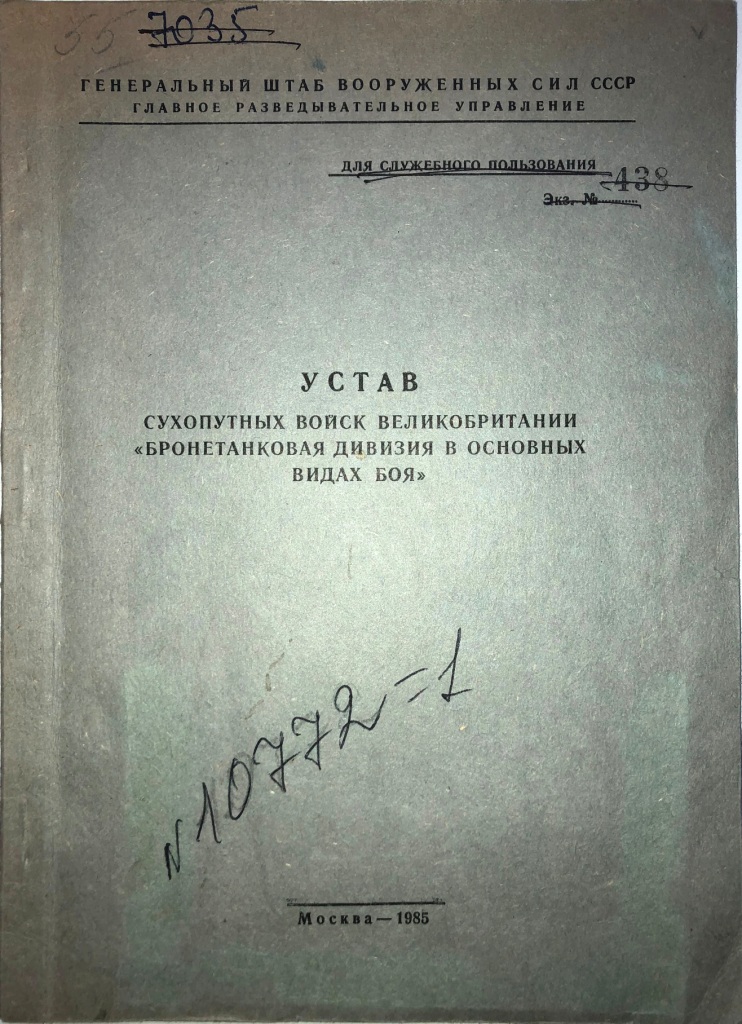 55 7035
ГЕНЕРАЛЬНЫЙ ШТАБ ВООРУЖЕННЫХ СИЛ СССР
ГЛАВНОЕ РАЗВЕДЫВАТЕЛЬНОЕ УПРАВЛЕНИЕ
ДЛЯ СЛУЖЕБНОГО ПОЛЬЗОВАНИЯ
Экз. № 438
УСТАВ
СУХОПУТНЫХ ВОЙСК ВЕЛИКОБРИТАНИИ
«БРОНЕТАНКОВАЯ ДИВИЗИЯ В ОСНОВНЫХ
ВИДАХ БОЯ»
N 10772=1
Москва — 1985